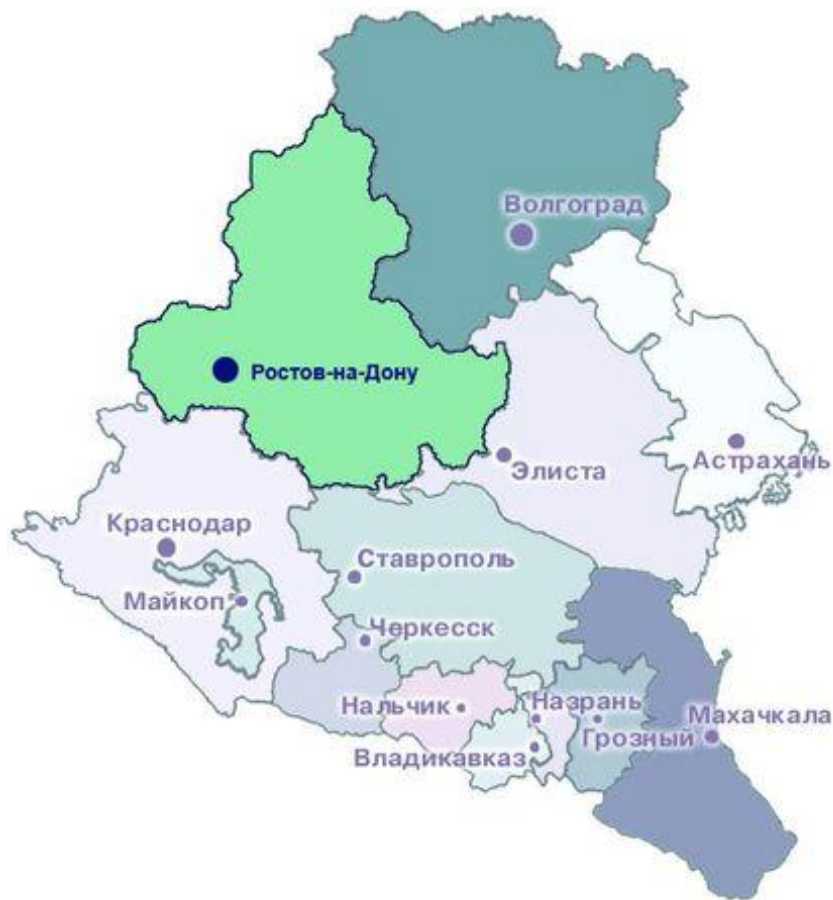 Волгоград
Ростов-на-Дону
Астрахань
Элиста
Краснодар
Ставрополь
Майкоп
Черкесск
Нальчик
Назрань
Махачкала
Грозный
Владикавказ